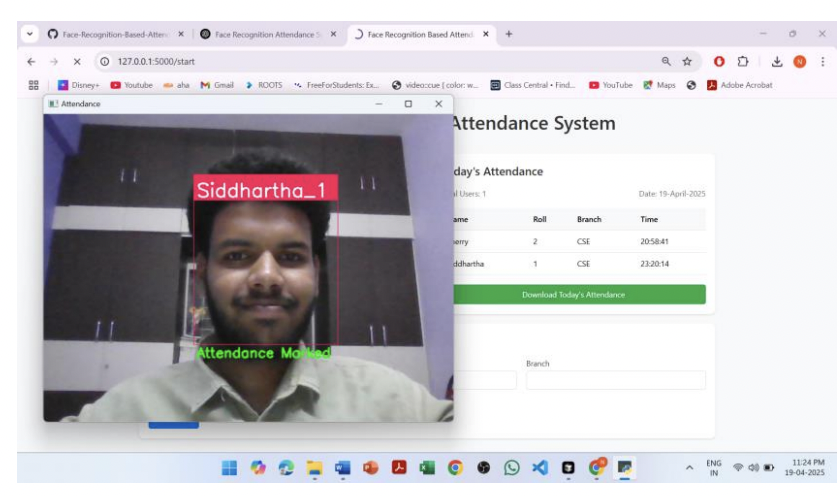 Face-Recognition-Based-Atten
Face Recognition Attendance S
Face Recognition Based Attend
127.0.0.1:5000/start
Disney+
Youtube
aha
Gmail
ROOTS
FreeForStudents: Ex...
video::cue { color: w...
Class Central • Find...
YouTube
Maps
Adobe Acrobat
Attendance
Attendance System
Siddhartha_1
Attendance Marked
day's Attendance
al Users: 1
Date: 19-April-2025
ame Roll Branch Time
erry 2 CSE 20:58:41
ddhartha 1 CSE 23:20:14
Download Today's Attendance
Branch
ENG
IN
11:24 PM
19-04-2025